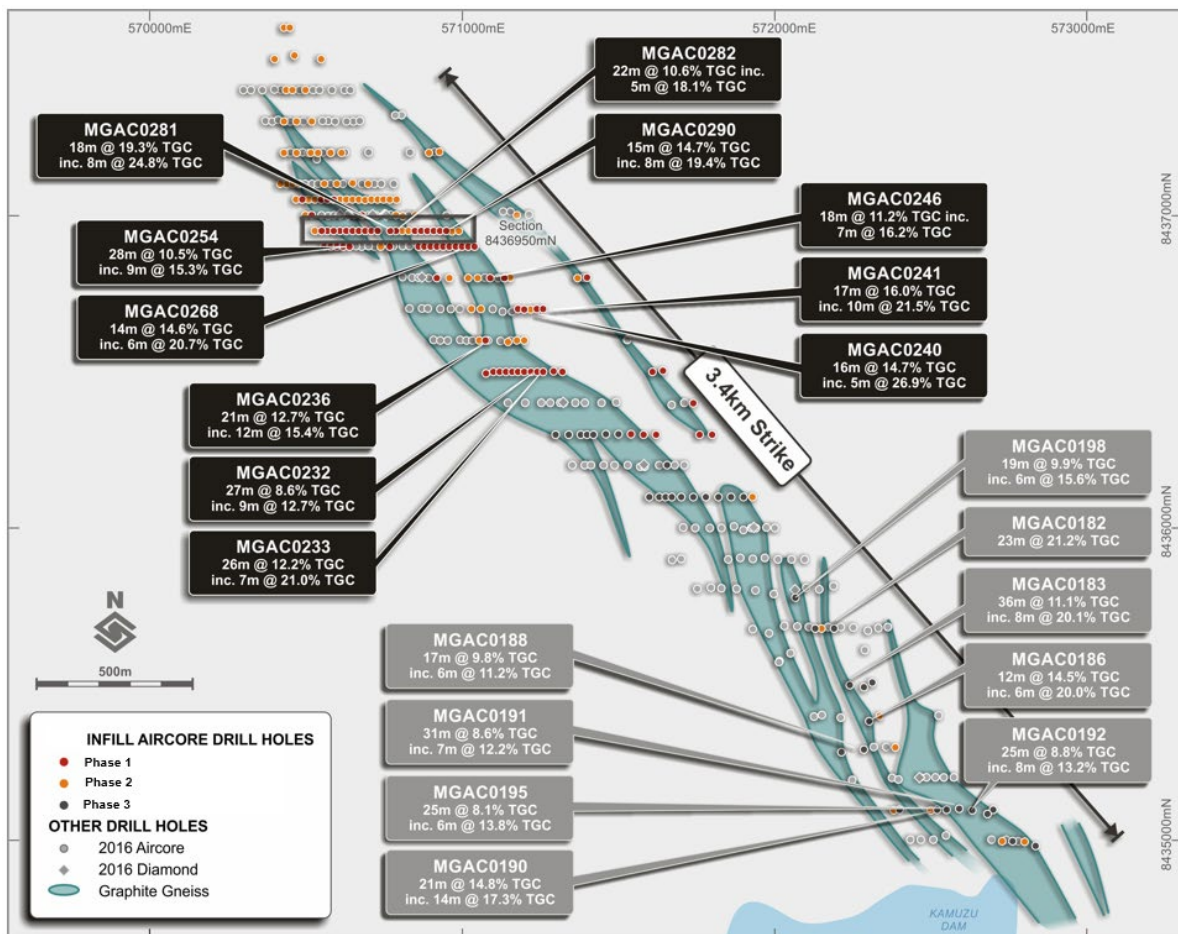 570000mE
571000mE
572000mE
573000mE
MGAC0282
22m @ 10.6% TGC inc.
5m @ 18.1% TGC
MGAC0281
18m @ 19.3% TGC
inc. 8m @ 24.8% TGC
MGAC0290
15m @ 14.7% TGC
inc. 8m @ 19.4% TGC
MGAC0246
18m @ 11.2% TGC inc.
7m @ 16.2% TGC
8437000mN
Section
8436950mN
MGAC0254
28m @ 10.5% TGC
inc. 9m @ 15.3% TGC
MGAC0241
17m @ 16.0% TGC
inc. 10m @ 21.5% TGC
MGAC0268
14m @ 14.6% TGC
inc. 6m @ 20.7% TGC
MGAC0240
16m @ 14.7% TGC
inc. 5m @ 26.9% TGC
3.4km Strike
MGAC0236
21m @ 12.7% TGC
inc. 12m @ 15.4% TGC
MGAC0198
19m @ 9.9% TGC
inc. 6m @ 15.6% TGC
MGAC0232
27m @ 8.6% TGC
inc. 9m @ 12.7% TGC
MGAC0182
23m @ 21.2% TGC
8436000mN
MGAC0233
26m @ 12.2% TGC
inc. 7m @ 21.0% TGC
MGAC0183
36m @ 11.1% TGC
inc. 8m @ 20.1% TGC
N
500m
MGAC0188
17m @ 9.8% TGC
inc. 6m @ 11.2% TGC
MGAC0186
12m @ 14.5% TGC
inc. 6m @ 20.0% TGC
MGAC0191
31m @ 8.6% TGC
inc. 7m @ 12.2% TGC
MGAC0192
25m @ 8.8% TGC
inc. 8m @ 13.2% TGC
MGAC0195
25m @ 8.1% TGC
inc. 6m @ 13.8% TGC
MGAC0190
21m @ 14.8% TGC
inc. 14m @ 17.3% TGC
8435000mN
INFILL AIRCORE DRILL HOLES
Phase 1
Phase 2
Phase 3
OTHER DRILL HOLES
2016 Aircore
2016 Diamond
Graphite Gneiss
KAMUZU
DAM